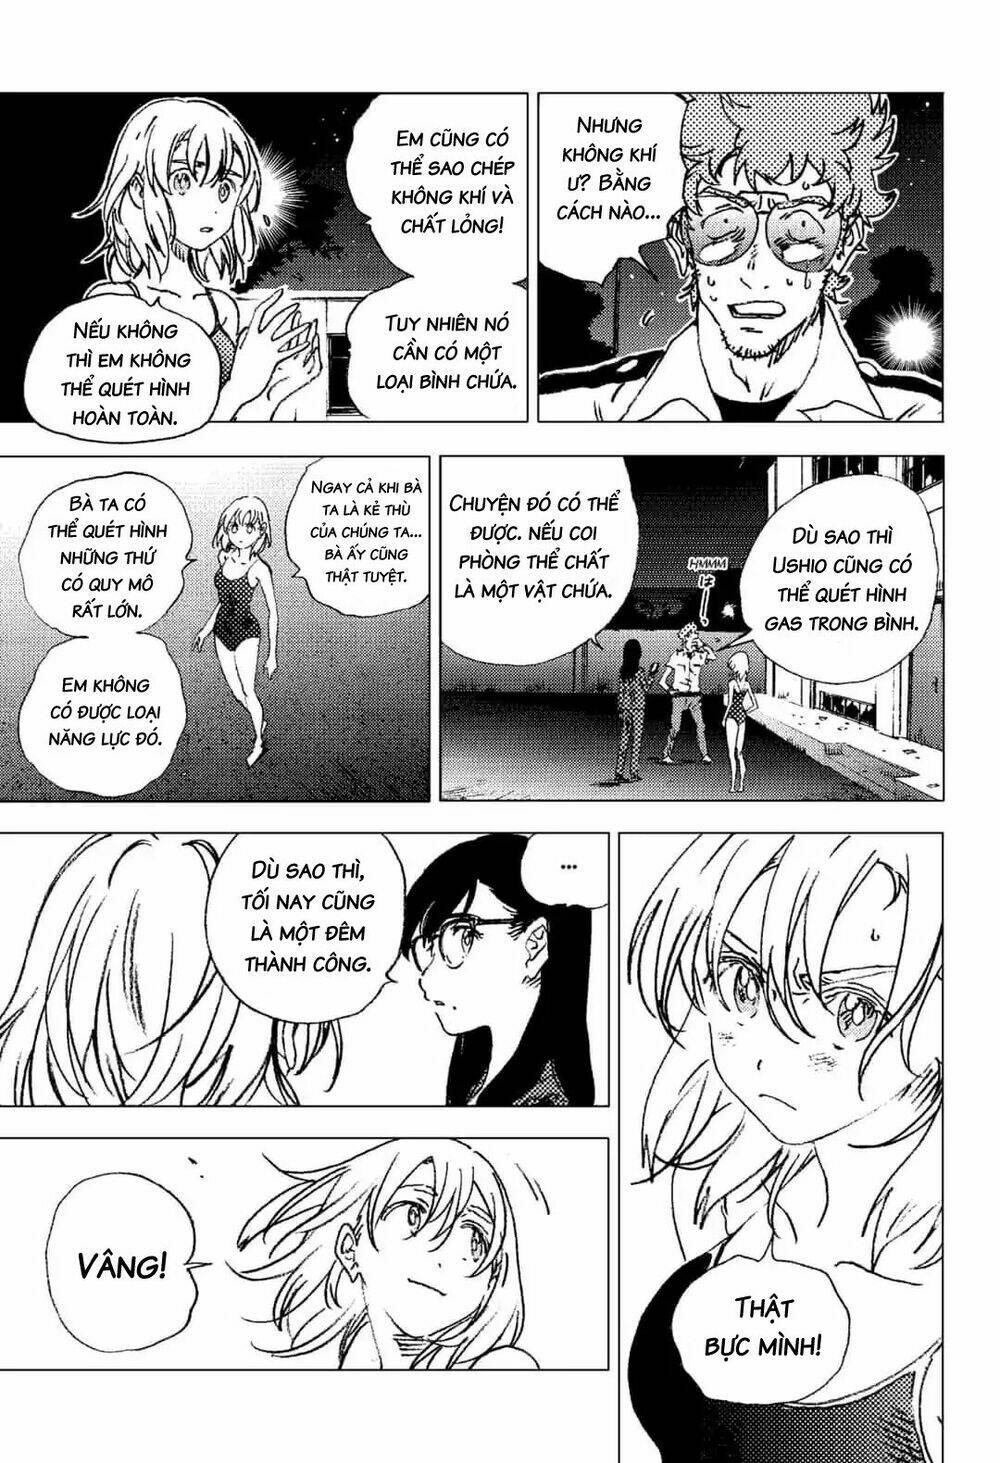 NHƯNG
KHÔNG KHÍ
Ư? BẰNG
CÁCH NÀO...
EM CŨNG CÓ
THỂ SAO CHÉP
KHÔNG KHÍ VÀ
CHẤT LỎNG!
TUY NHIÊN NÓ
CẦN CÓ MỘT
LOẠI BÌNH CHỨA.
NẾU KHÔNG
THÌ EM KHÔNG
THỂ QUÉT HÌNH
HOÀN TOÀN.
DÙ SAO THÌ
USHIO CŨNG CÓ
THỂ QUÉT HÌNH
GAS TRONG BÌNH.
HMMM
は
CHUYỆN ĐÓ CÓ THỂ
ĐƯỢC. NẾU COI
PHÒNG THỂ CHẤT
LÀ MỘT VẬT CHỨA.
NGAY CẢ KHI BÀ
TA LÀ KẺ THÙ
CỦA CHÚNG TA...
BÀ ẤY CŨNG
THẬT TUYỆT.
BÀ TA CÓ
THỂ QUÉT HÌNH
NHỮNG THỨ
CÓ QUY MÔ
RẤT LỚN.
EM KHÔNG
CÓ ĐƯỢC LOẠI
NĂNG LỰC ĐÓ.
THẬT
BỰC MÌNH!
...
DÙ SAO THÌ,
TỐI NAY CŨNG
LÀ MỘT ĐÊM
THÀNH CÔNG.
VÂNG!